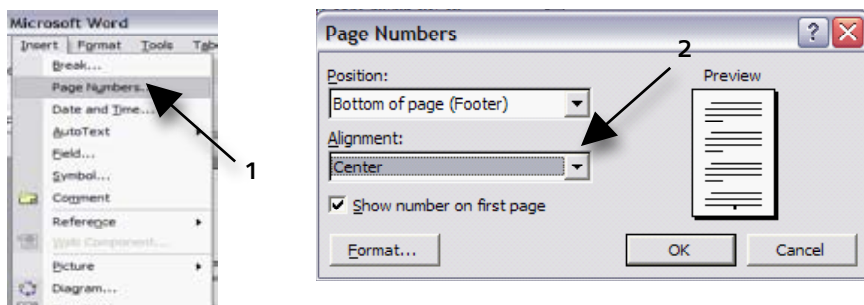 Microsoft Word
Insert Format Tools
Break...
Page Numbers...
Date and Time...
AutoText
Field...
Symbol...
Comment
Reference
Web Component...
Picture
Diagram...
1
Page Numbers
Position:
Preview
Bottom of page (Footer)
Alignment:
Center
Show number on first page
Format...
OK
Cancel
2